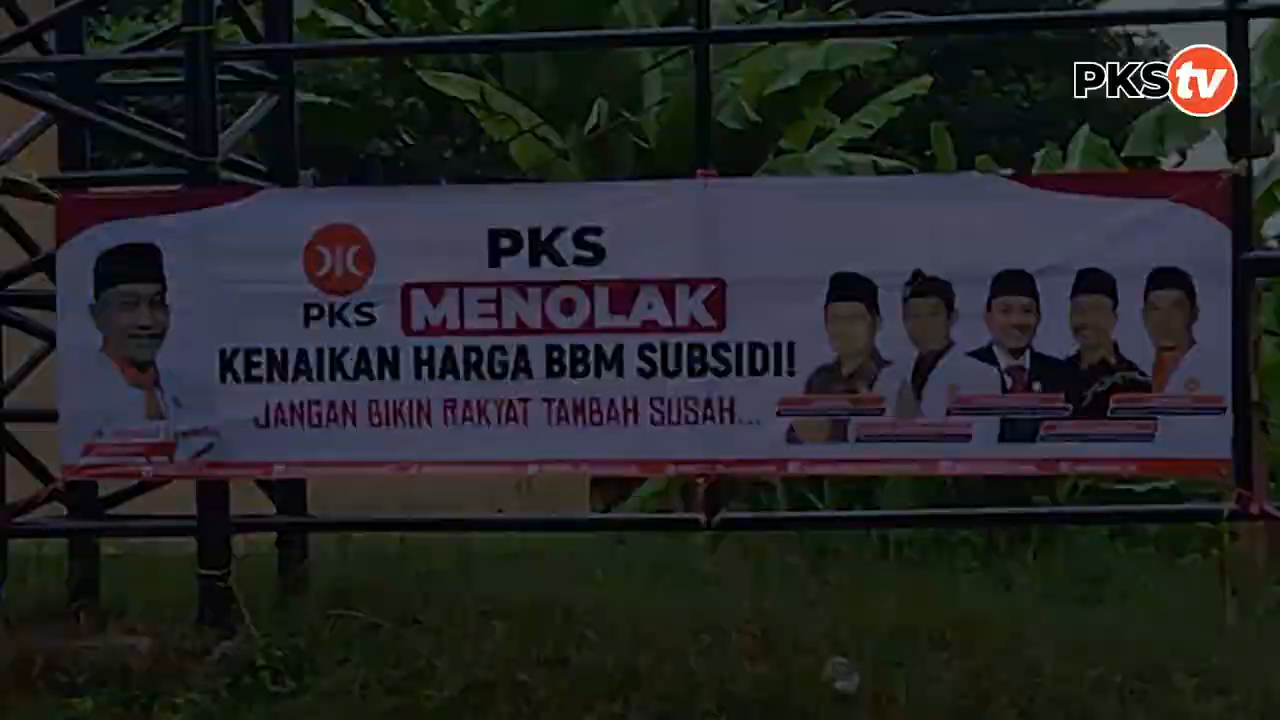 PKStv
PKS
PKS
MENOLAK
KENAIKAN HARGA BBM SUBSIDI!
JANGAN BIKIN RAKYAT TAMBAH SUSAH...